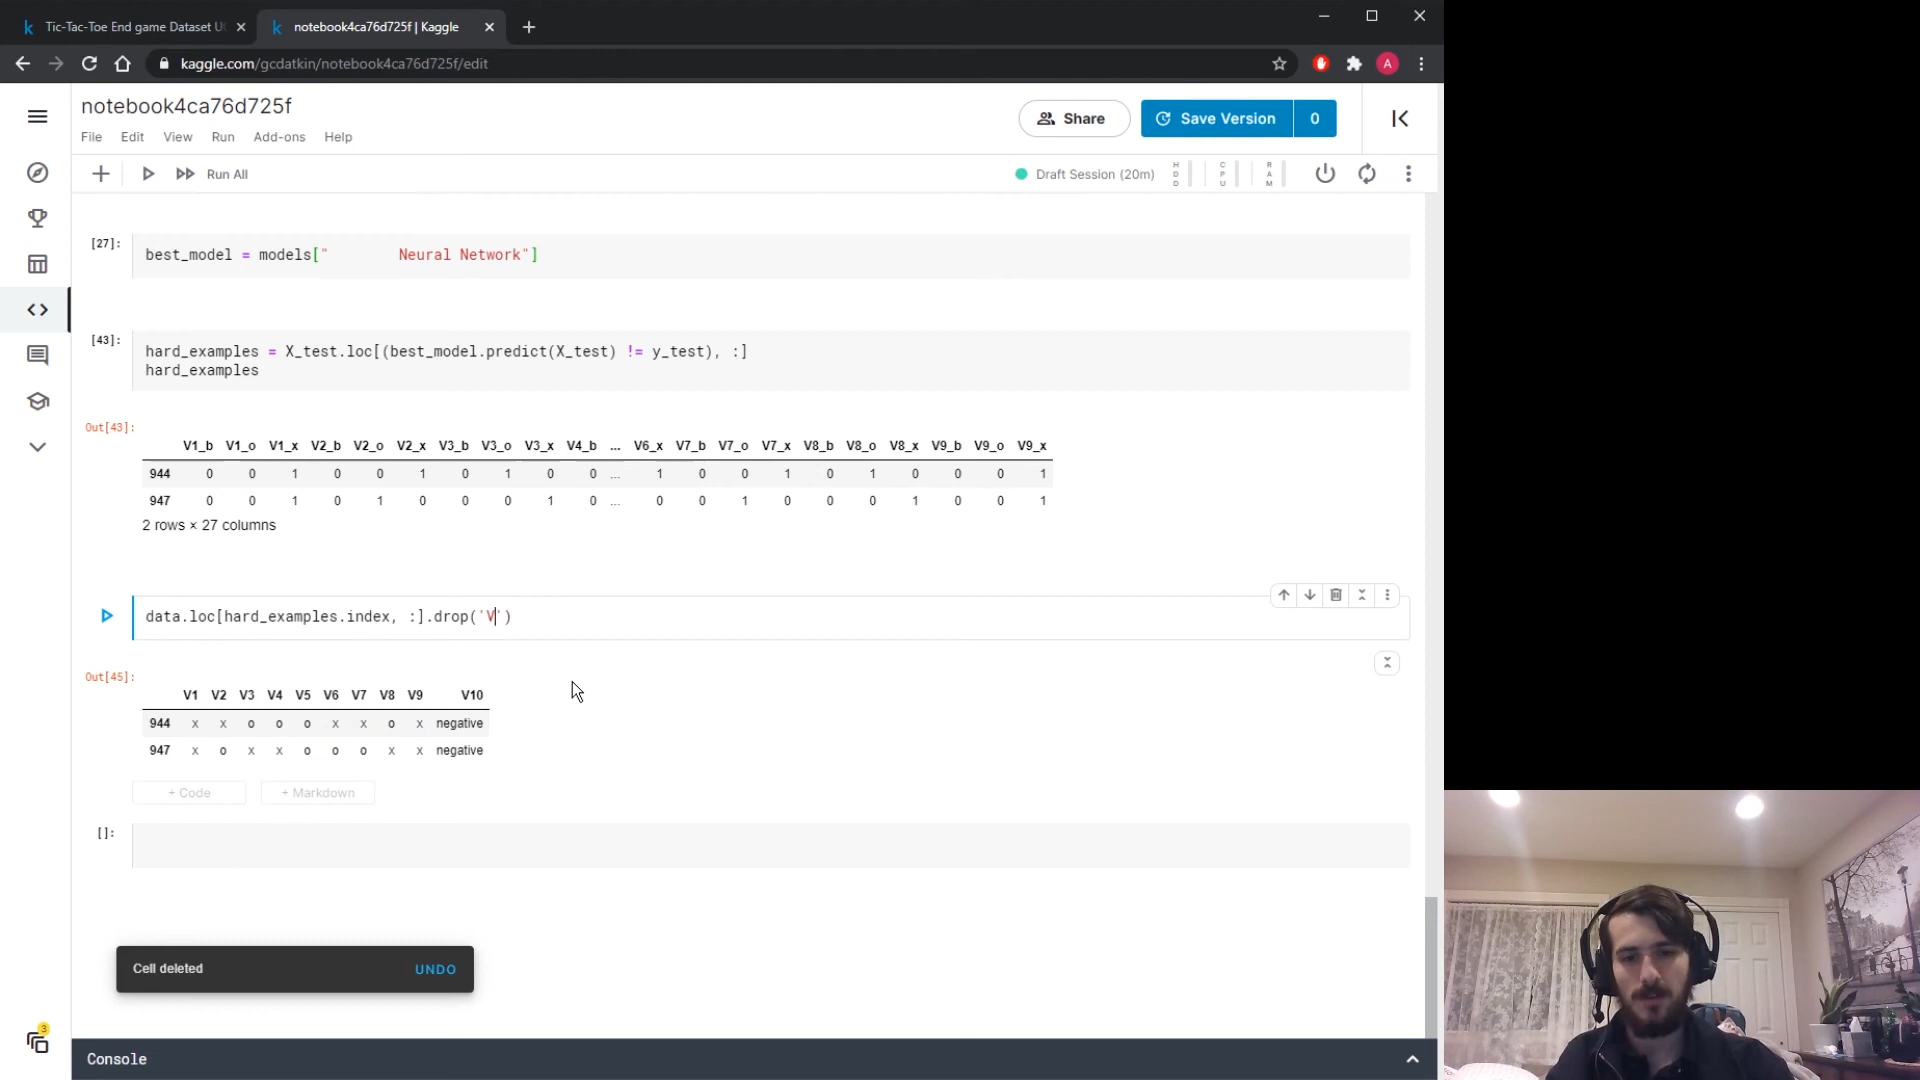 Tic-Tac-Toe End game Dataset U
notebook4ca76d725f | Kaggle
kaggle.com/gcdatkin/notebook4ca76d725f/edit
A
notebook4ca76d725f
File Edit View Run Add-ons Help
Share
Save Version 0
Run All
Draft Session (20m)
HDD
CPU
RAM
[27]:
best_model = models["        Neural Network"]
[43]:
hard_examples = X_test.loc[(best_model.predict(X_test) != y_test), :]
hard_examples
Out[43]:
V1_b V1_o V1_x V2_b V2_o V2_x V3_b V3_o V3_x V4_b ... V6_x V7_b V7_o V7_x V8_b V8_o V8_x V9_b V9_o V9_x
944 0 0 1 0 0 1 0 1 0 0 ... 1 0 0 1 0 1 0 0 0 1
947 0 0 1 0 1 0 0 0 1 0 ... 0 0 1 0 0 0 1 0 0 1
2 rows × 27 columns
data.loc[hard_examples.index, :].drop('V')
Out[45]:
V1 V2 V3 V4 V5 V6 V7 V8 V9 V10
944 x x o o o x x o x negative
947 x o x x o o o x x negative
+ Code + Markdown
[]:
Cell deleted UNDO
3
Console